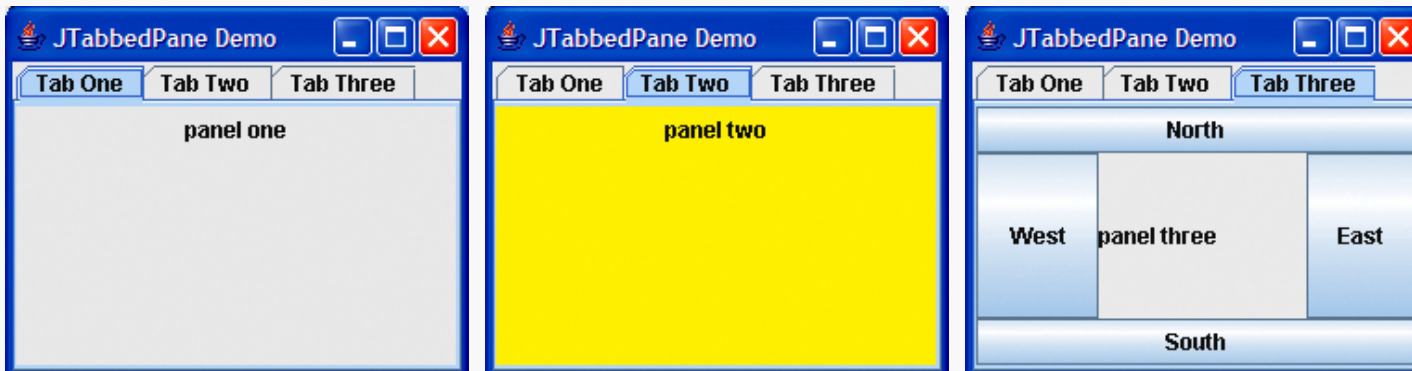 JTabbedPane Demo
Tab One Tab Two Tab Three
panel one
JTabbedPane Demo
Tab One Tab Two Tab Three
panel two
JTabbedPane Demo
Tab One Tab Two Tab Three
North
West panel three East
South